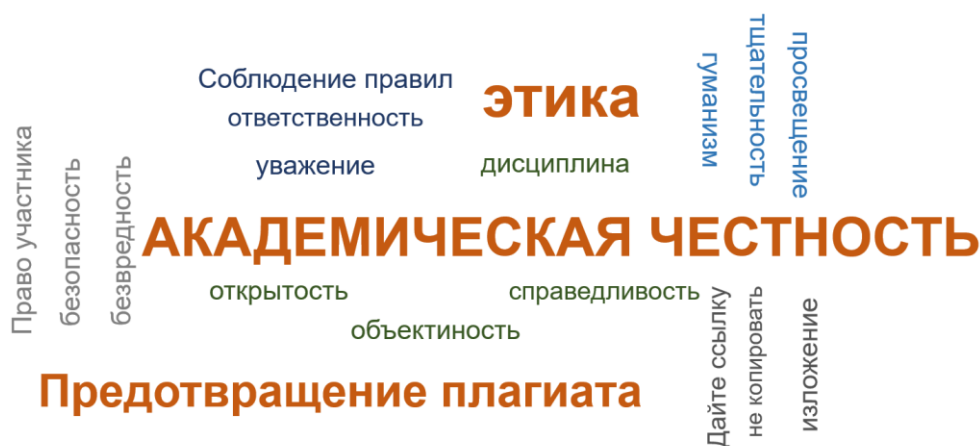 Соблюдение правил
этика
ответственность
уважение
дисциплина
гуманизм
тщательность
просвещение
Право участника
безопасность
безвредность
АКАДЕМИЧЕСКАЯ ЧЕСТНОСТЬ
открытость
справедливость
объектиность
Предотвращение плагиата
Дайте ссылку
не копировать
изложение